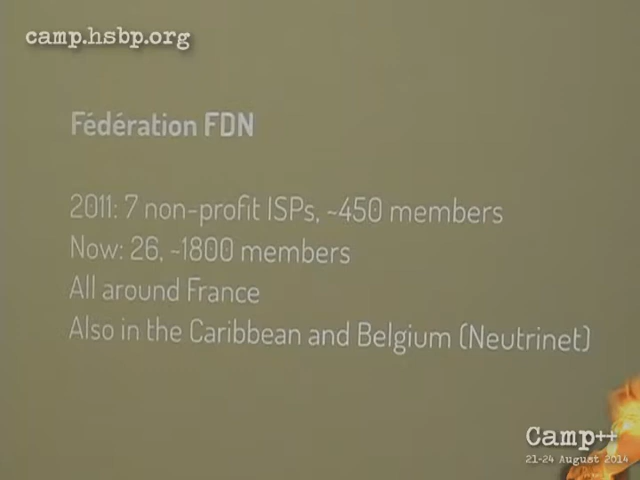 camp.hsbp.org
Fédération FDN
2011: 7 non-profit ISPs, ~450 members
Now: 26, ~1800 members
All around France
Also in the Caribbean and Belgium (Neutrinet)
Camp++
21-24 August 2014